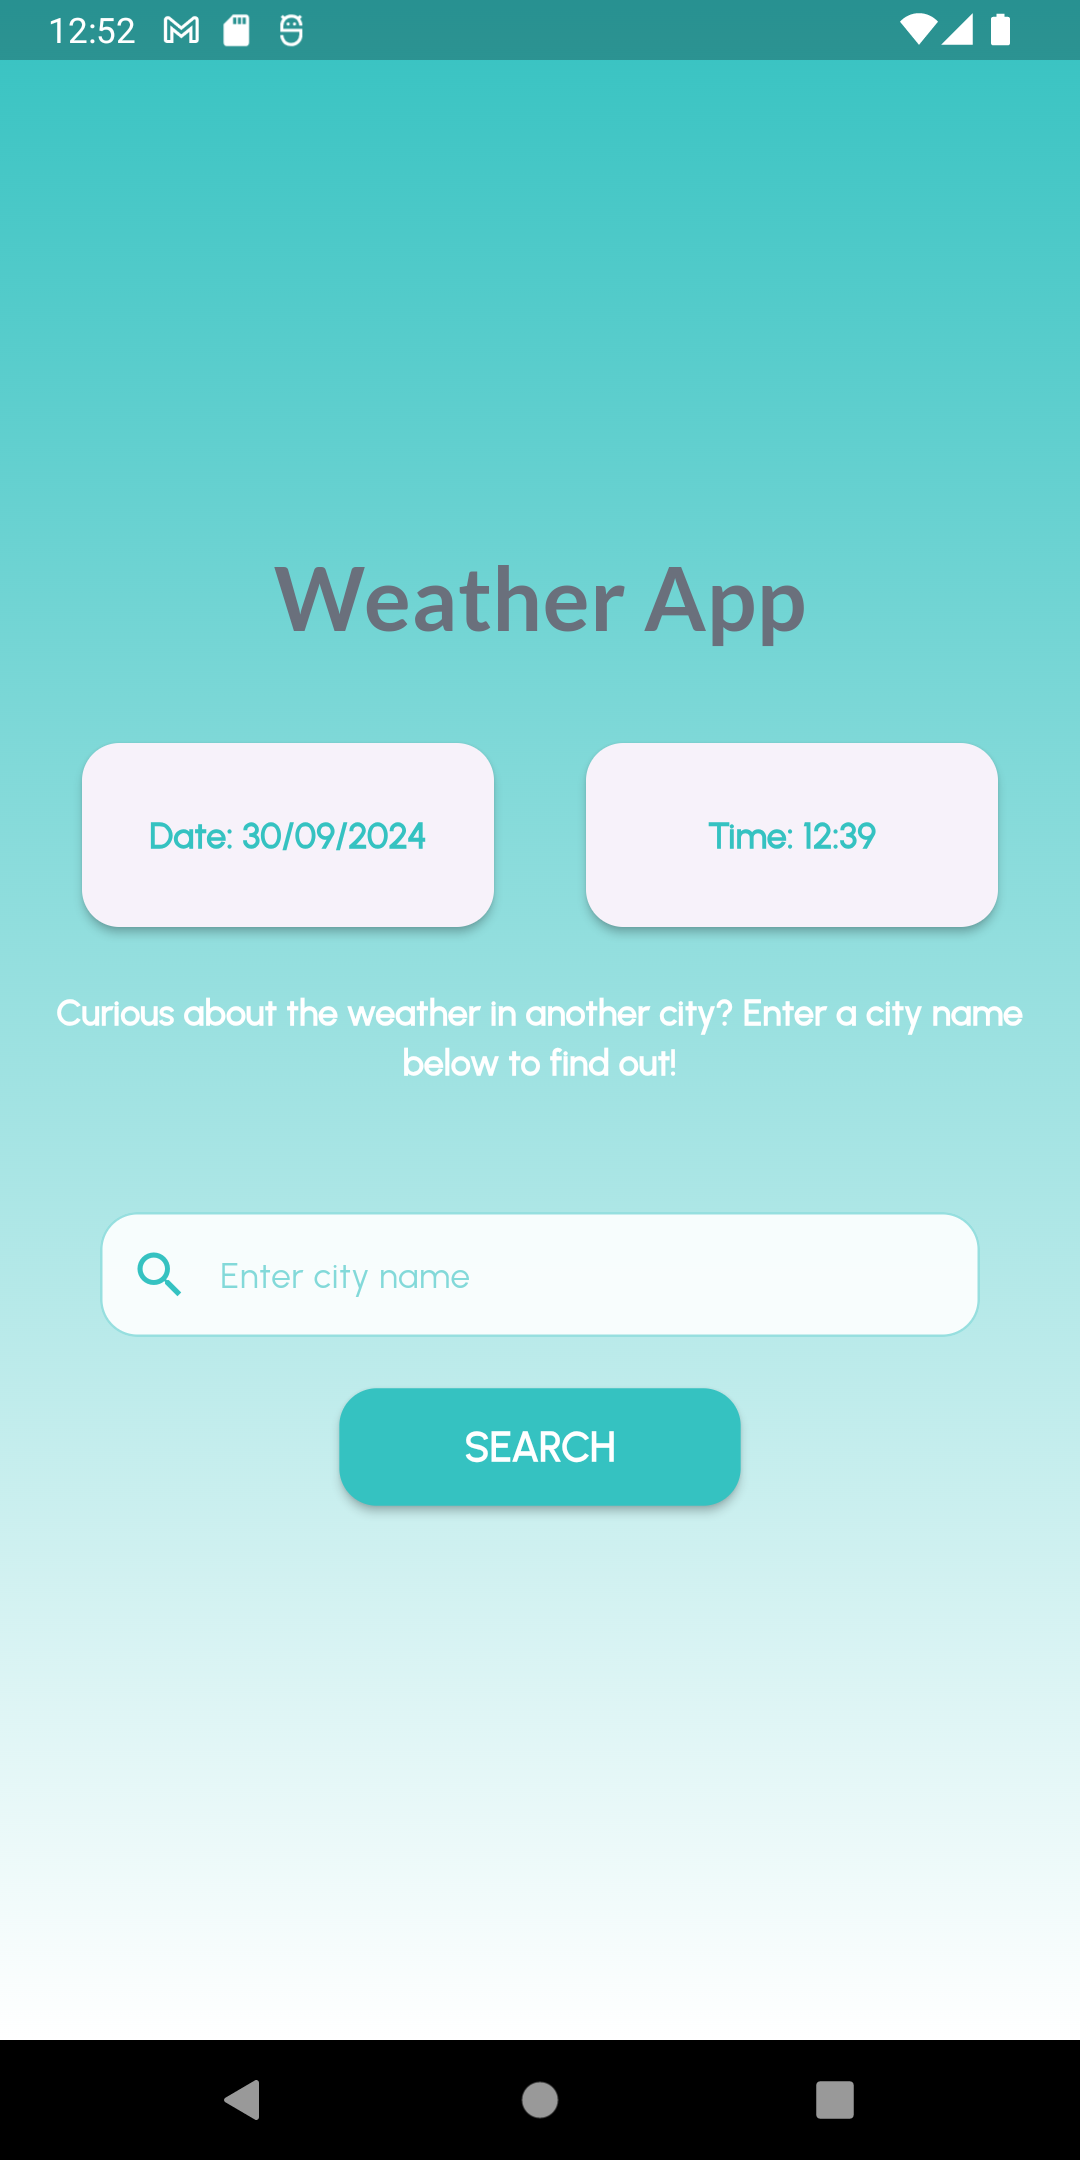 12:52
Weather App
Date: 30/09/2024
Time: 12:39
Curious about the weather in another city? Enter a city name
below to find out!
Enter city name
SEARCH